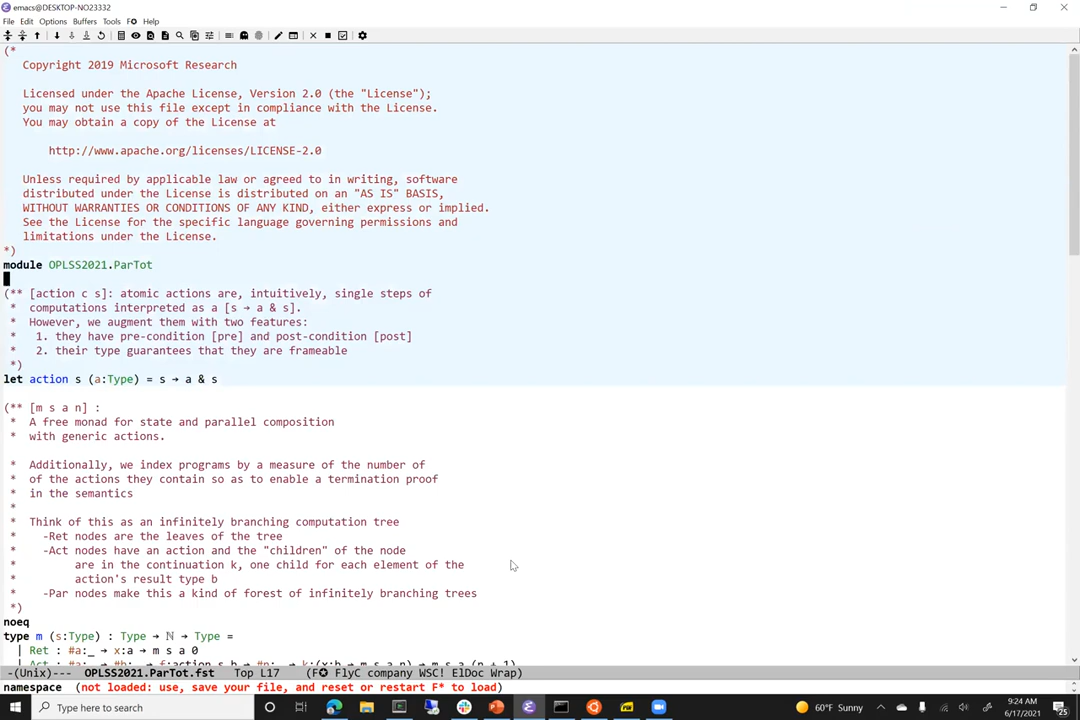 emacs@DESKTOP-NO23332
File Edit Options Buffers Tools F✪ Help
(*
Copyright 2019 Microsoft Research
Licensed under the Apache License, Version 2.0 (the "License");
you may not use this file except in compliance with the License.
You may obtain a copy of the License at
http://www.apache.org/licenses/LICENSE-2.0
Unless required by applicable law or agreed to in writing, software
distributed under the License is distributed on an "AS IS" BASIS,
WITHOUT WARRANTIES OR CONDITIONS OF ANY KIND, either express or implied.
See the License for the specific language governing permissions and
limitations under the License.
*)
module OPLSS2021.ParTot
(** [action c s]: atomic actions are, intuitively, single steps of
* computations interpreted as a [s → a & s].
* However, we augment them with two features:
* 1. they have pre-condition [pre] and post-condition [post]
* 2. their type guarantees that they are frameable
*)
let action s (a:Type) = s → a & s
(** [m s a n] :
* A free monad for state and parallel composition
* with generic actions.
* Additionally, we index programs by a measure of the number of
* of the actions they contain so as to enable a termination proof
* in the semantics
*
* Think of this as an infinitely branching computation tree
* -Ret nodes are the leaves of the tree
* -Act nodes have an action and the "children" of the node
* are in the continuation k, one child for each element of the
* action's result type b
* -Par nodes make this a kind of forest of infinitely branching trees
*)
noeq
type m (s:Type) : Type → ℕ → Type =
| Ret : #a:_ → x:a → m s a 0
| Act : #a:_ → #b:_ → f:action s b → #n:_ → k:(x:b → m s a n) → m s a (n + 1)
-(Unix)--- OPLSS2021.ParTot.fst Top L17 (F✪ FlyC company WSC! ElDoc Wrap)
namespace (not loaded: use, save your file, and reset or restart F* to load)
Type here to search
60°F Sunny
9:24 AM
6/17/2021
25